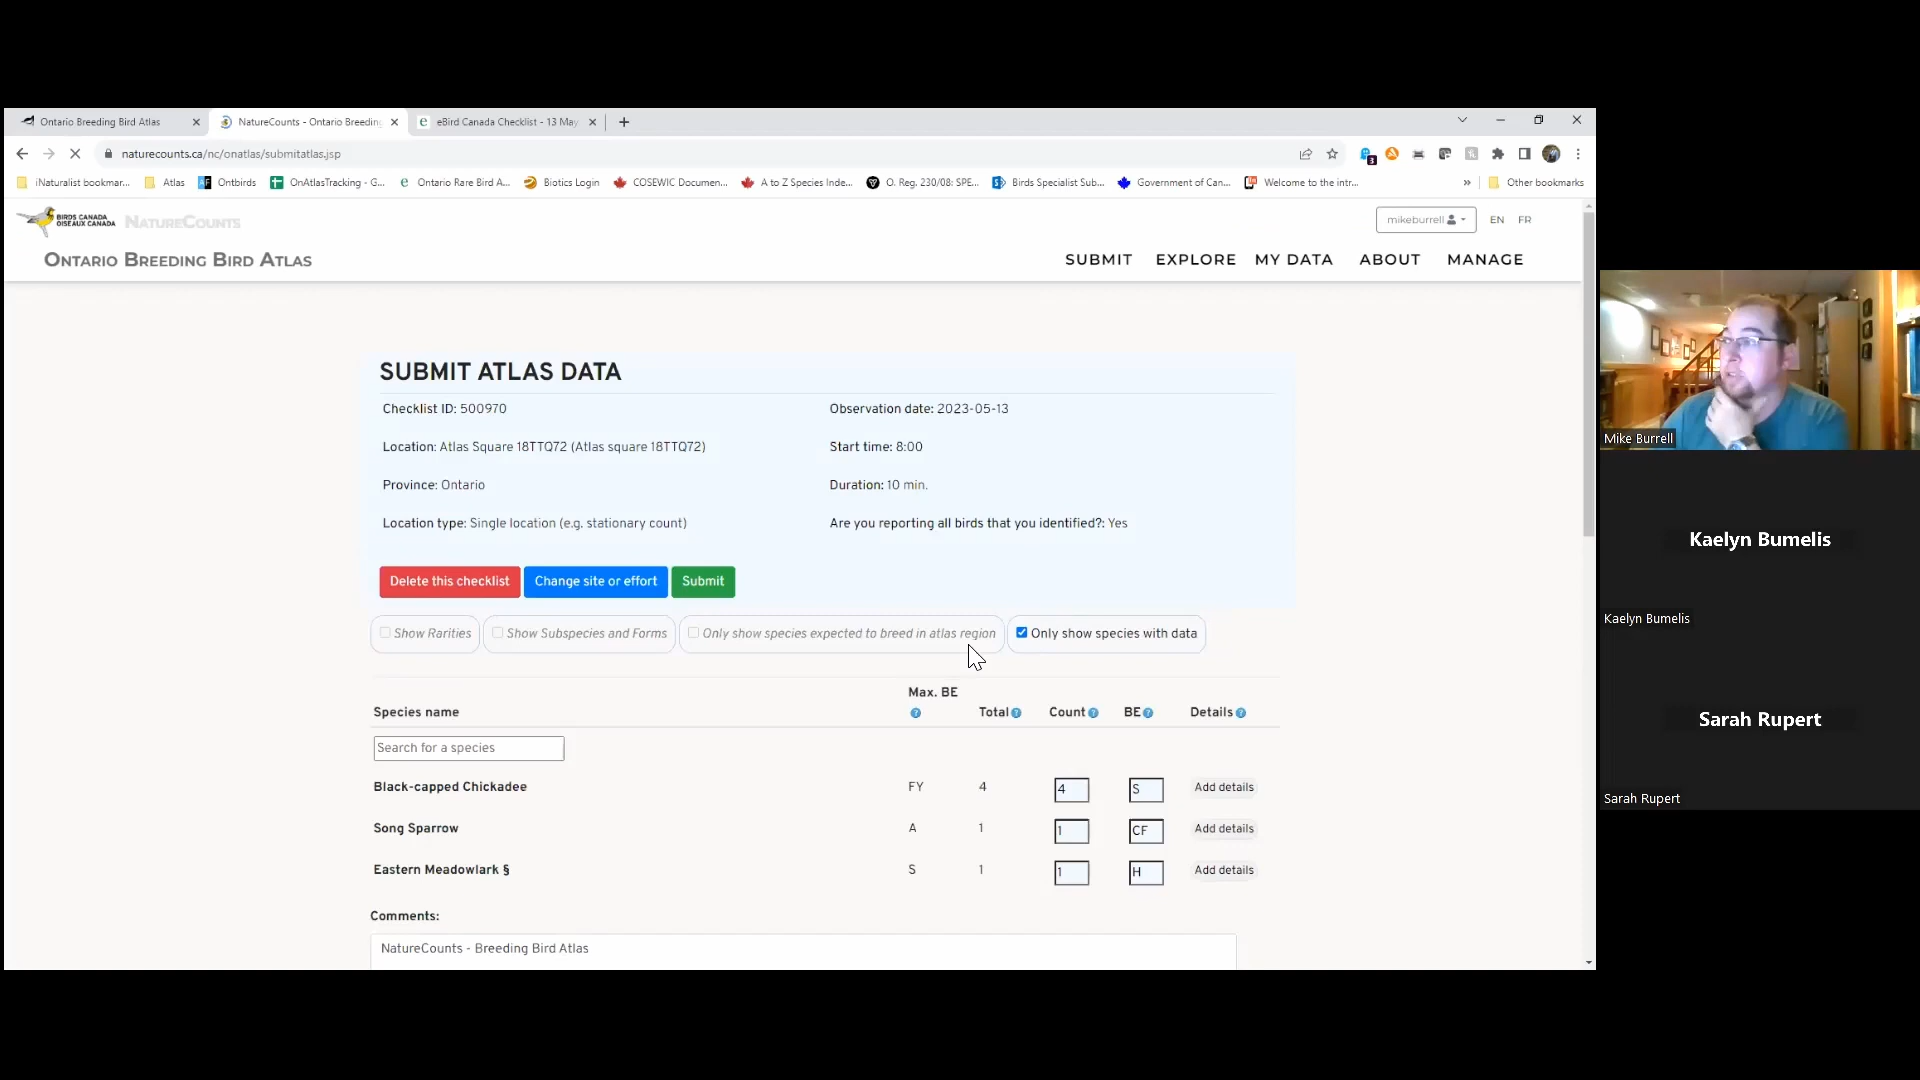 Ontario Breeding Bird Atlas
NatureCounts - Ontario Breeding
eBird Canada Checklist - 13 May
naturecounts.ca/nc/onatlas/submitatlas.jsp
3
iNaturalist bookmar... Atlas Ontbirds OnAtlasTracking - G... Ontario Rare Bird A... Biotics Login COSEWIC Documen... A to Z Species Inde... O. Reg. 230/08: SPE... Birds Specialist Sub... Government of Can... Welcome to the intr... » Other bookmarks
BIRDS CANADA
OISEAUX CANADA
NATURECOUNTS
mikeburrell EN FR
ONTARIO BREEDING BIRD ATLAS
SUBMIT EXPLORE MY DATA ABOUT MANAGE
SUBMIT ATLAS DATA
Checklist ID: 500970 Observation date: 2023-05-13
Location: Atlas Square 18TTQ72 (Atlas square 18TTQ72) Start time: 8:00
Province: Ontario Duration: 10 min.
Location type: Single location (e.g. stationary count) Are you reporting all birds that you identified?: Yes
Delete this checklist Change site or effort Submit
Show Rarities Show Subspecies and Forms Only show species expected to breed in atlas region Only show species with data
Max. BE
Species name Total Count BE Details
Search for a species
Black-capped Chickadee FY 4 4 S Add details
Song Sparrow A 1 1 CF Add details
Eastern Meadowlark § S 1 1 H Add details
Comments:
NatureCounts - Breeding Bird Atlas
Mike Burrell
Kaelyn Bumelis
Kaelyn Bumelis
Sarah Rupert
Sarah Rupert